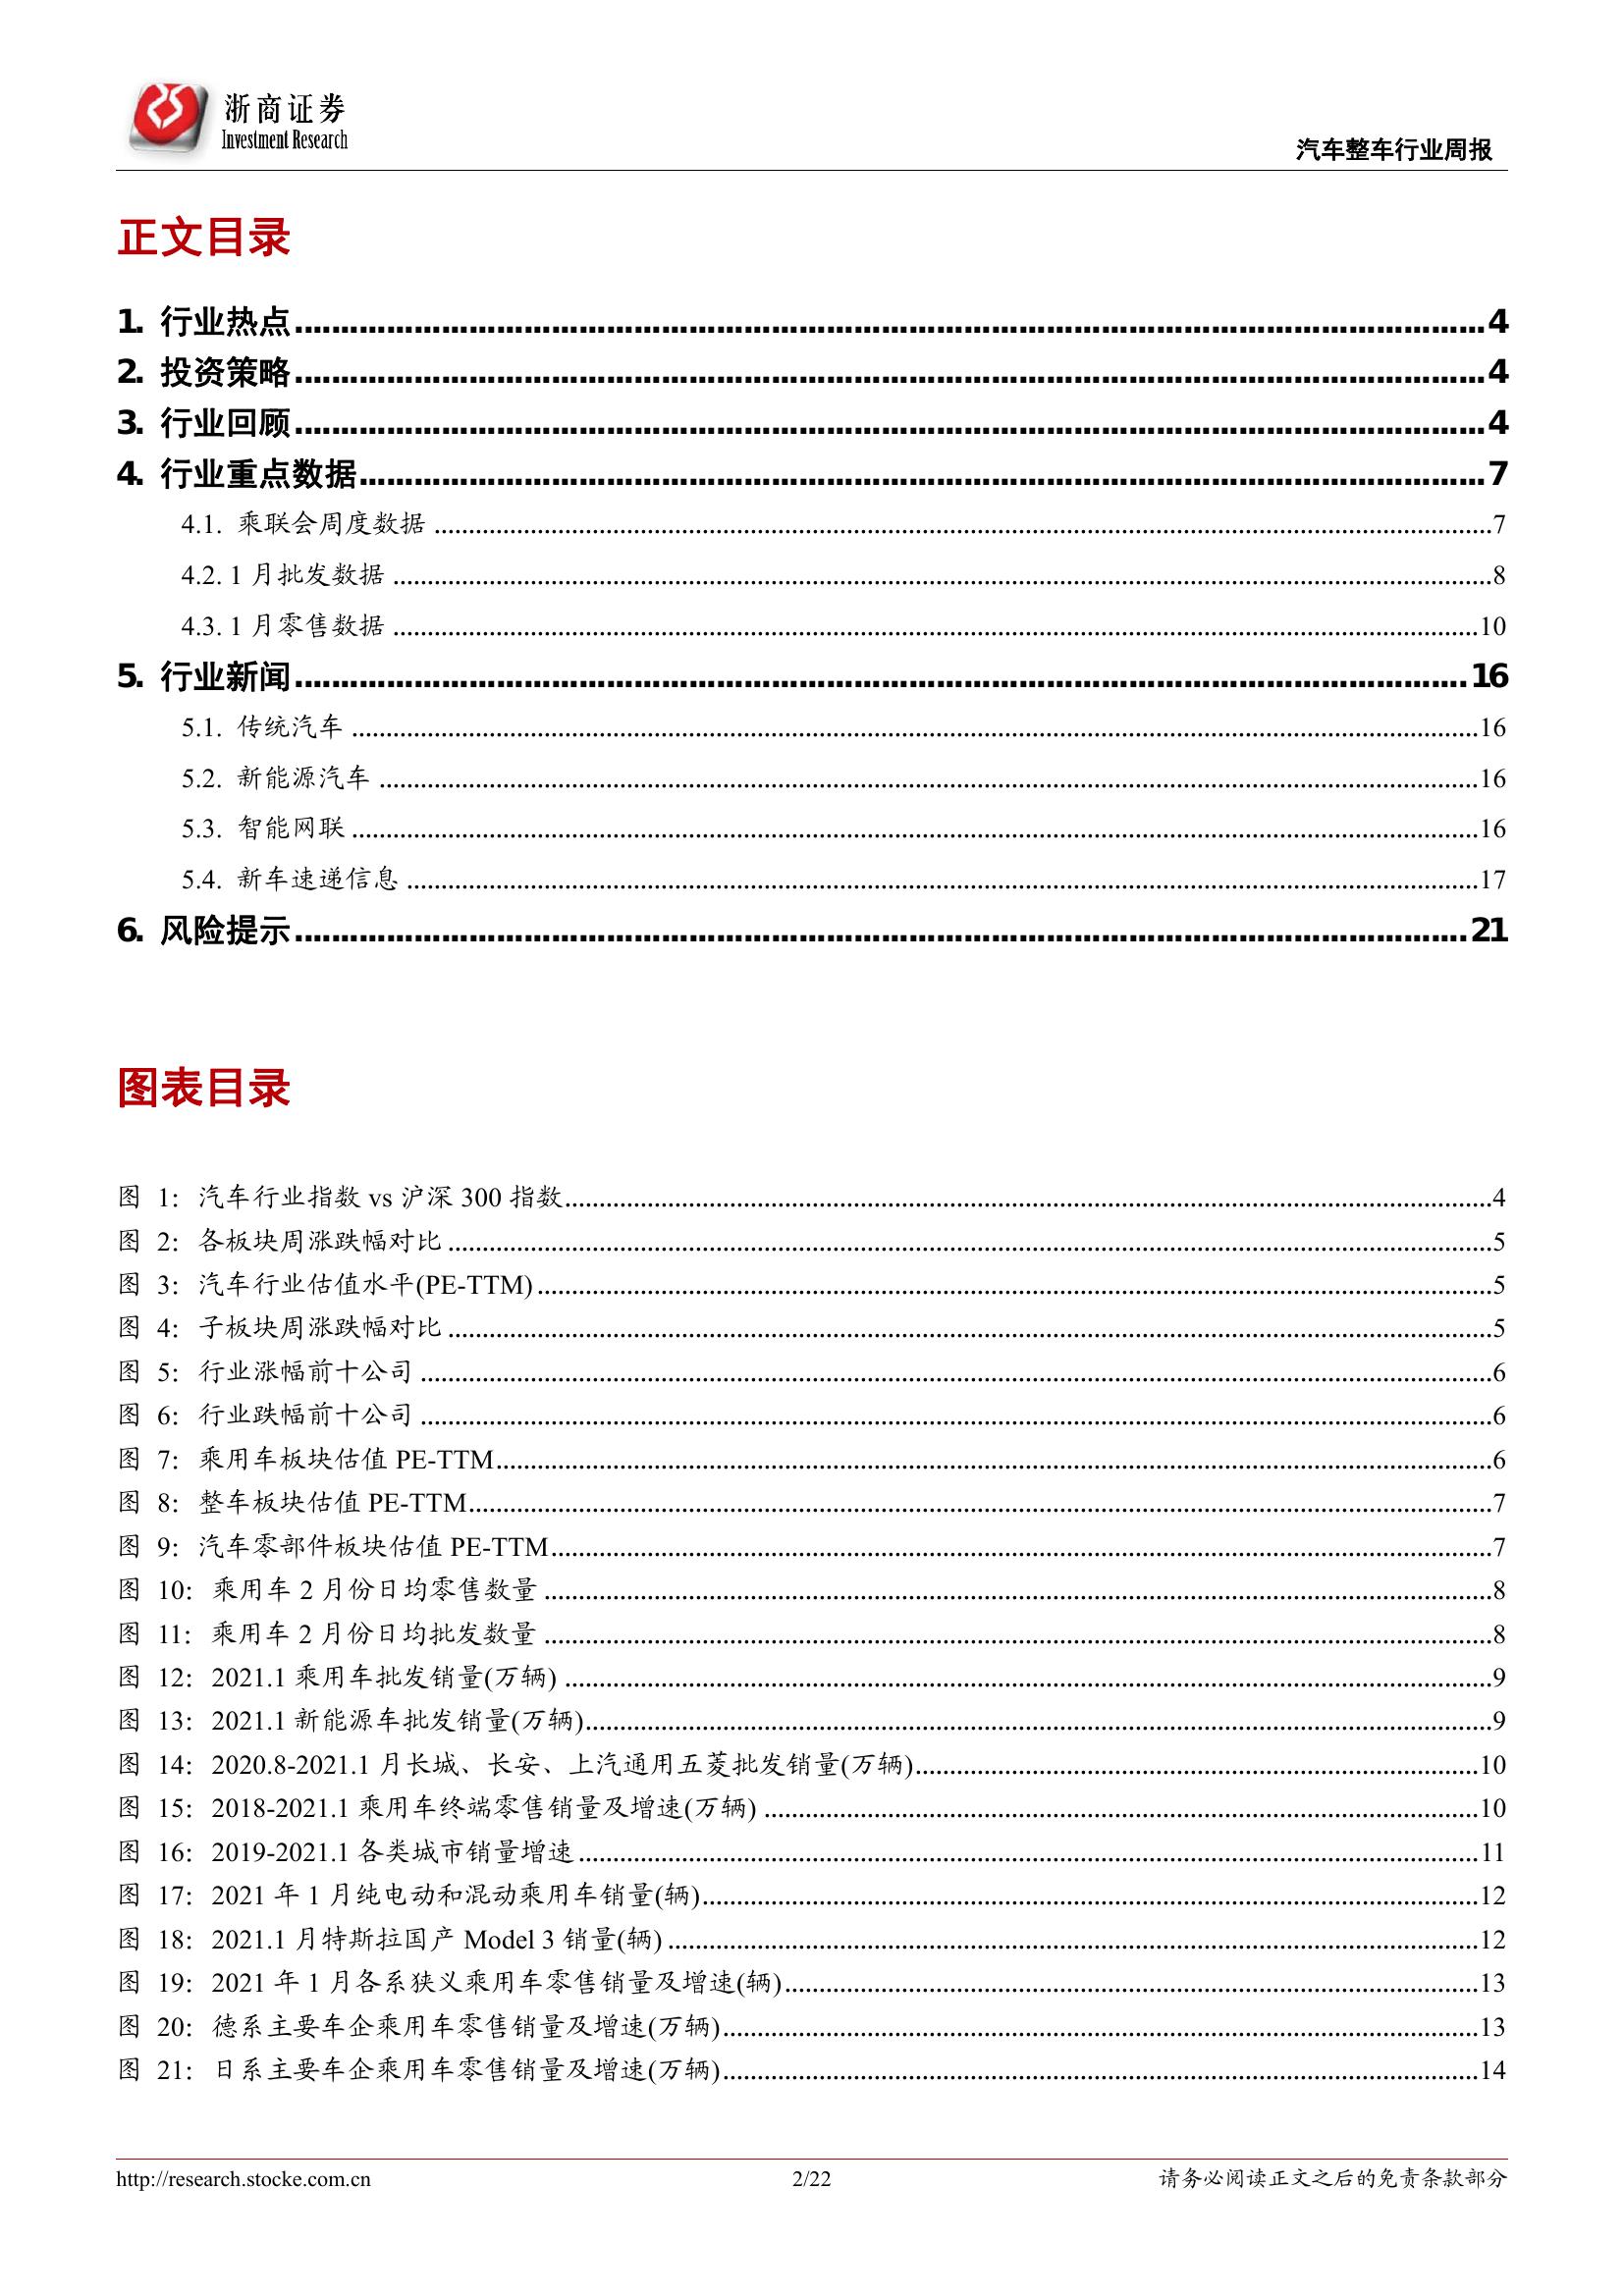 浙商证券
Investment Research
汽车整车行业周报
正文目录
1. 行业热点 4
2. 投资策略 4
3. 行业回顾 4
4. 行业重点数据 7
4.1. 乘联会周度数据 7
4.2. 1 月批发数据 8
4.3. 1 月零售数据 10
5. 行业新闻 16
5.1. 传统汽车 16
5.2. 新能源汽车 16
5.3. 智能网联 16
5.4. 新车速递信息 17
6. 风险提示 21
图表目录
图 1: 汽车行业指数 vs 沪深 300 指数 4
图 2: 各板块周涨跌幅对比 5
图 3: 汽车行业估值水平(PE-TTM) 5
图 4: 子板块周涨跌幅对比 5
图 5: 行业涨幅前十公司 6
图 6: 行业跌幅前十公司 6
图 7: 乘用车板块估值 PE-TTM 6
图 8: 整车板块估值 PE-TTM 7
图 9: 汽车零部件板块估值 PE-TTM 7
图 10: 乘用车 2 月份日均零售数量 8
图 11: 乘用车 2 月份日均批发数量 8
图 12: 2021.1 乘用车批发销量(万辆) 9
图 13: 2021.1 新能源车批发销量(万辆) 9
图 14: 2020.8-2021.1 月长城、长安、上汽通用五菱批发销量(万辆) 10
图 15: 2018-2021.1 乘用车终端零售销量及增速(万辆) 10
图 16: 2019-2021.1 各类城市销量增速 11
图 17: 2021 年 1 月纯电动和混动乘用车销量(辆) 12
图 18: 2021.1 月特斯拉国产 Model 3 销量(辆) 12
图 19: 2021 年 1 月各系狭义乘用车零售销量及增速(辆) 13
图 20: 德系主要车企乘用车零售销量及增速(万辆) 13
图 21: 日系主要车企乘用车零售销量及增速(万辆) 14
http://research.stocke.com.cn
2/22
请务必阅读正文之后的免责条款部分